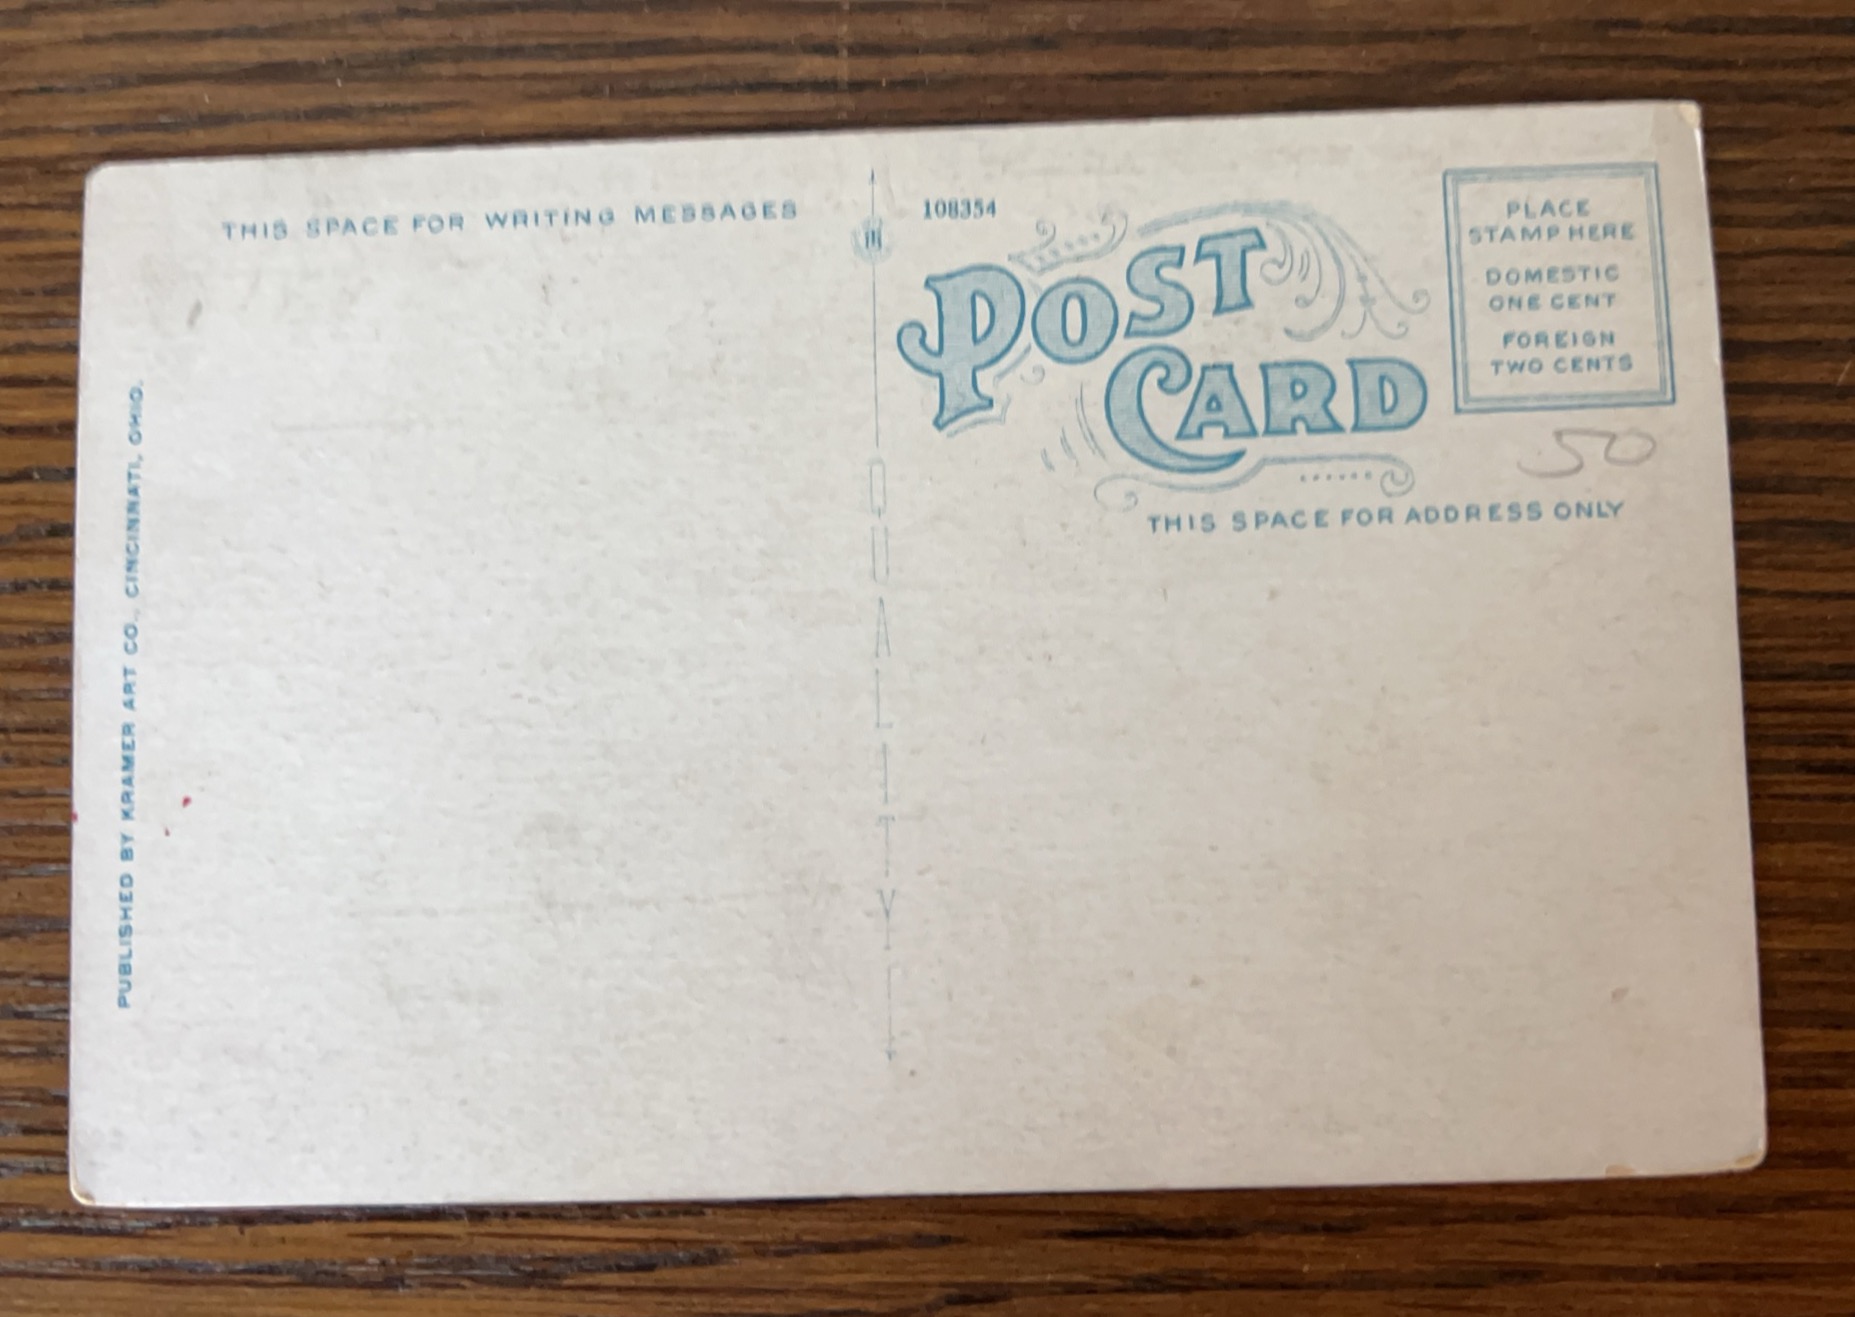 THIS SPACE FOR WRITING MESSAGES
PUBLISHED BY KRAMER ART CO., CINCINNATI, OHIO.
QUALITY
108354
POST
CARD
PLACE
STAMP HERE
DOMESTIC
ONE CENT
FOREIGN
TWO CENTS
50
THIS SPACE FOR ADDRESS ONLY